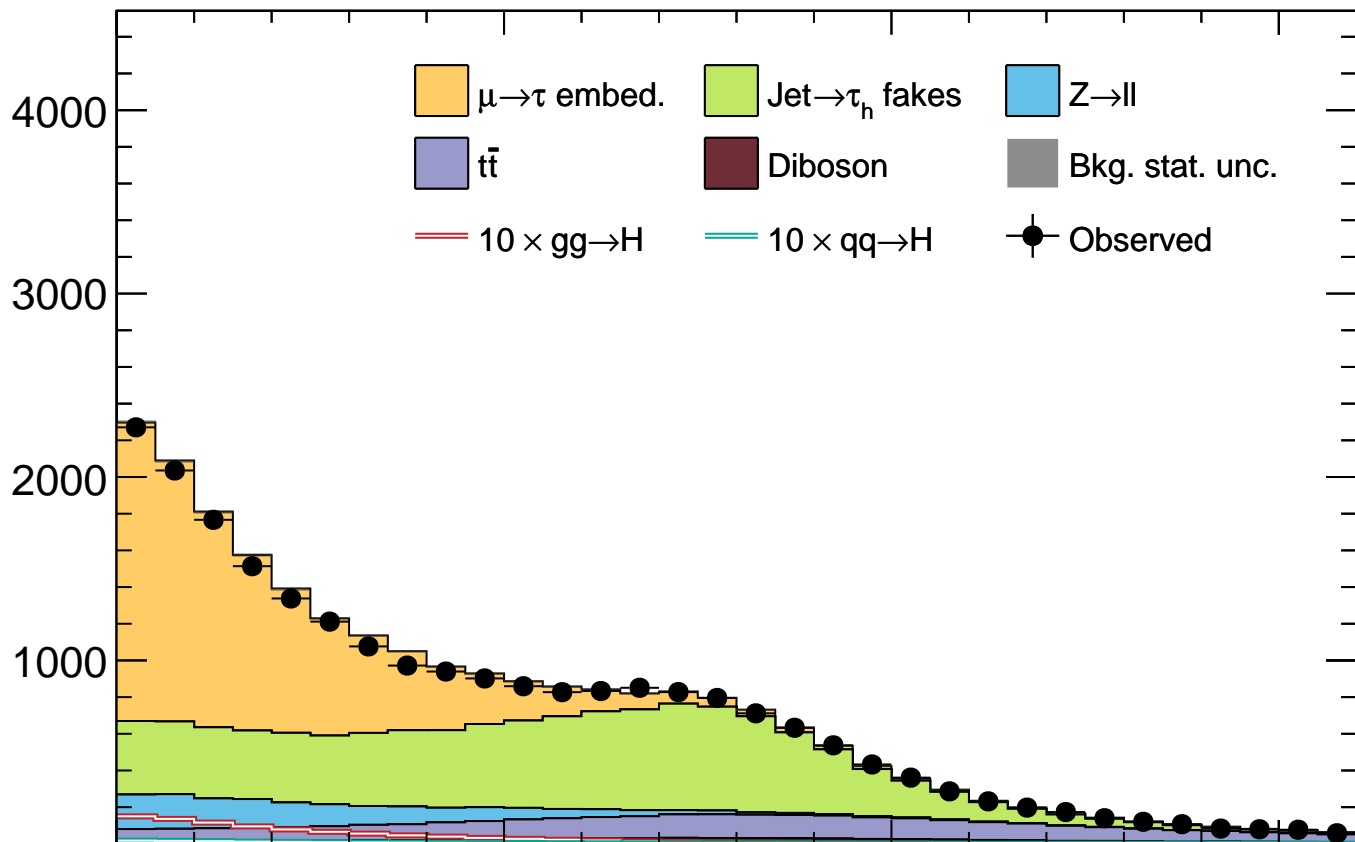 μ→τ embed. Jet→τh fakes Z→ll
tt̄ Diboson Bkg. stat. unc.
10 × gg→H 10 × qq→H Observed
4000
3000
2000
1000